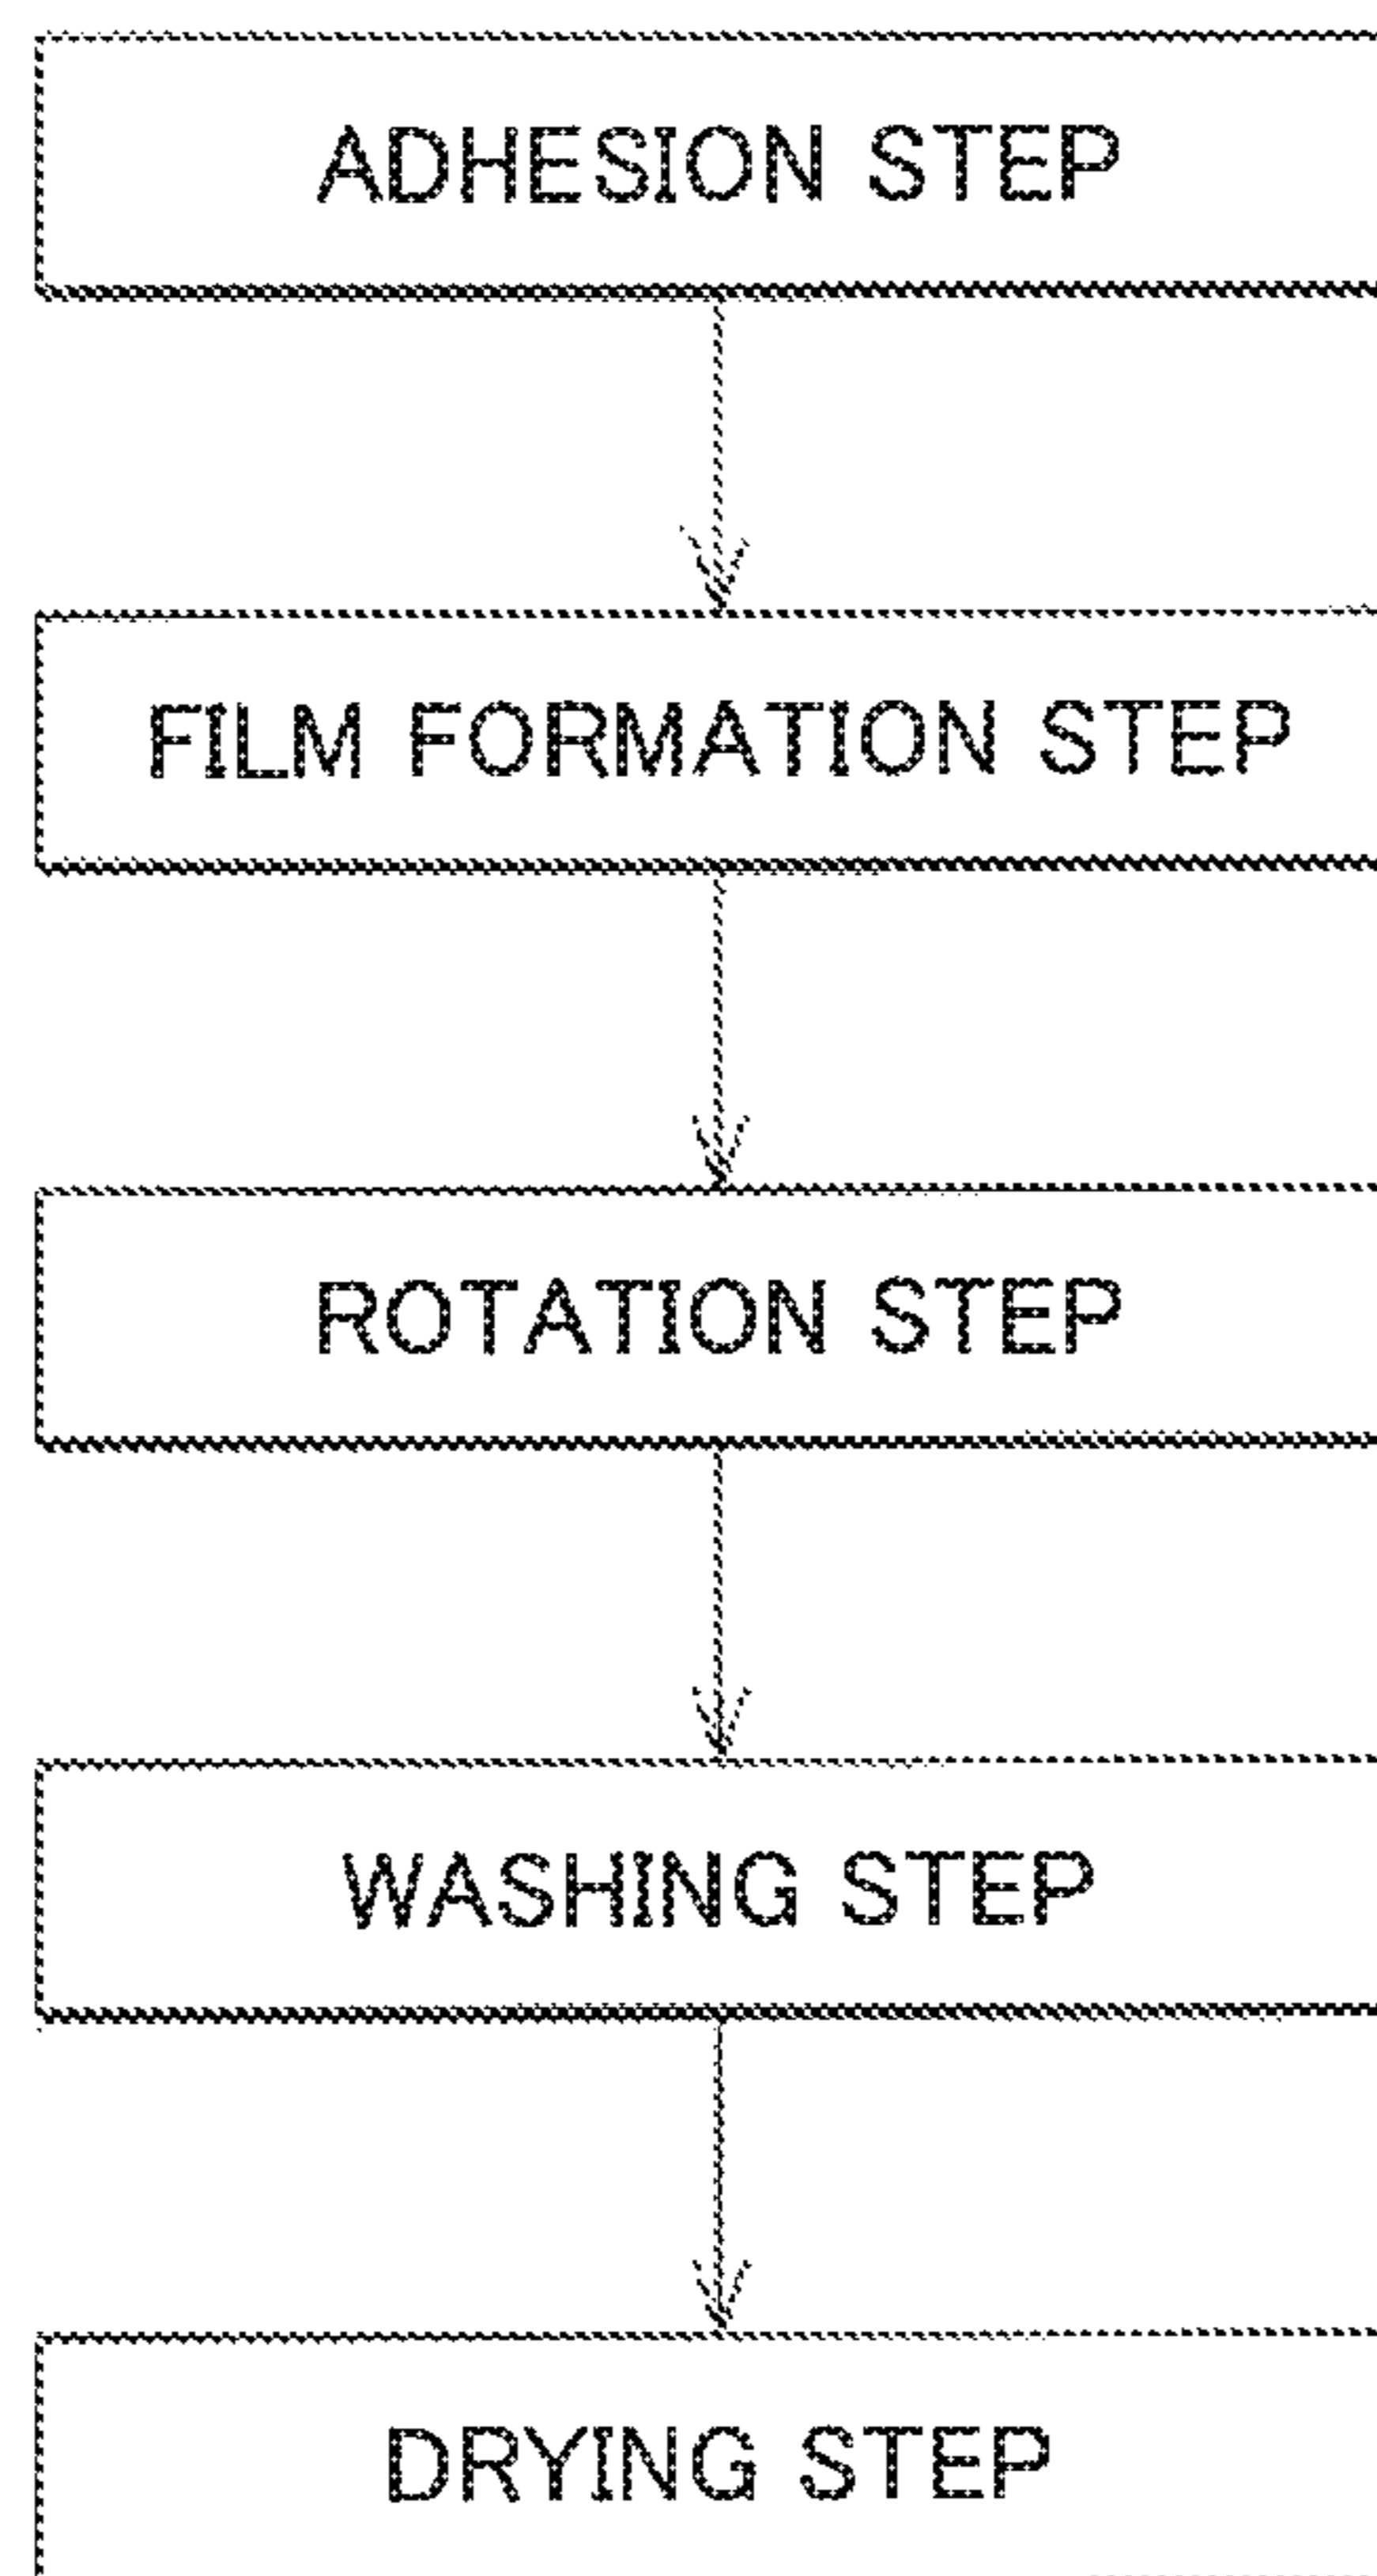 ADHESION STEP
FILM FORMATION STEP
ROTATION STEP
WASHING STEP
DRYING STEP